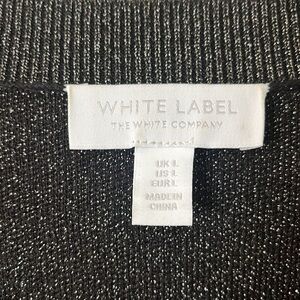 WHITE LABEL
THE WHITE COMPANY
UK L
US L
EUR L
MADE IN
CHINA